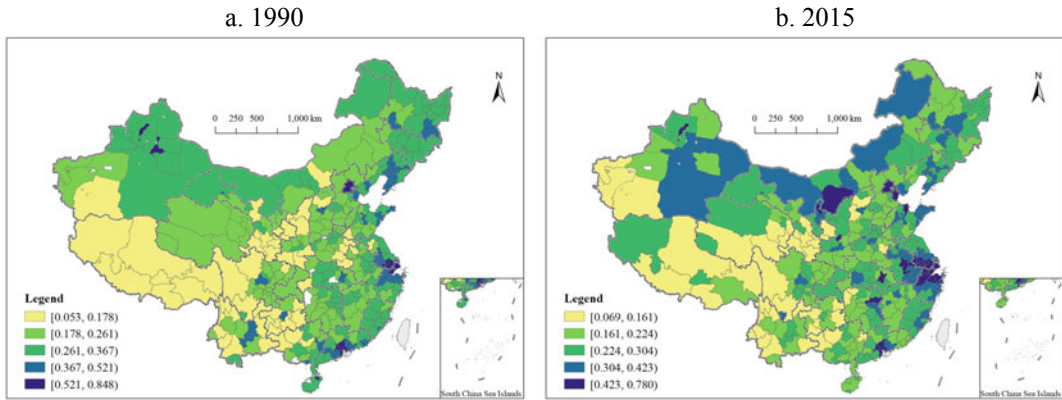 a. 1990
N
0 250 500 1,000 km
Legend
[0.053, 0.178)
[0.178, 0.261)
[0.261, 0.367)
[0.367, 0.521)
[0.521, 0.848)
South China Sea Islands
b. 2015
N
0 250 500 1,000 km
Legend
[0.069, 0.161)
[0.161, 0.224)
[0.224, 0.304)
[0.304, 0.423)
[0.423, 0.780)
South China Sea Islands